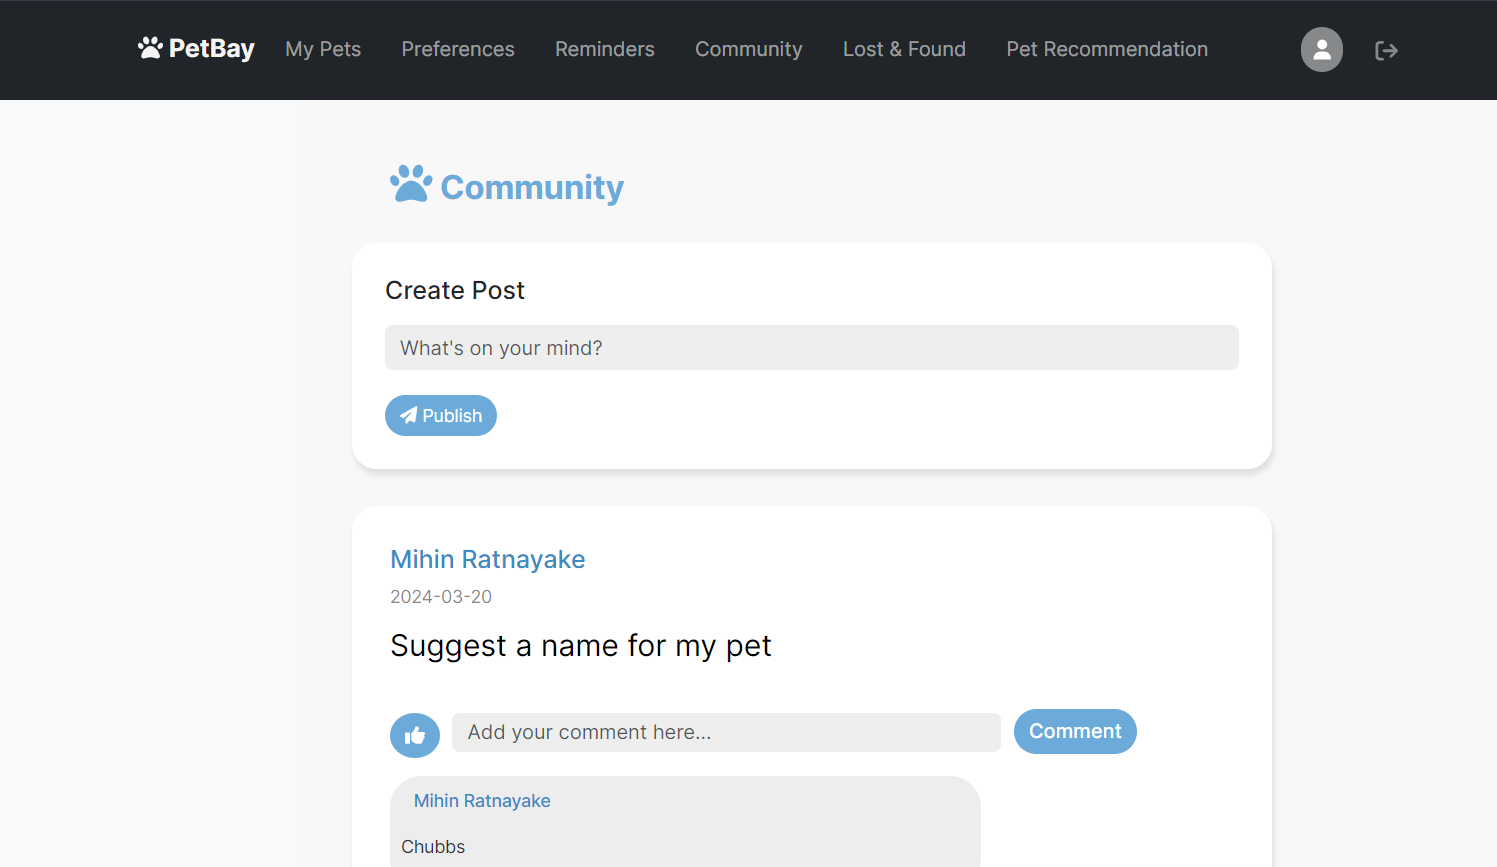 PetBay My Pets Preferences Reminders Community Lost & Found Pet Recommendation
Community
Create Post
What's on your mind?
Publish
Mihin Ratnayake
2024-03-20
Suggest a name for my pet
Add your comment here... Comment
Mihin Ratnayake
Chubbs